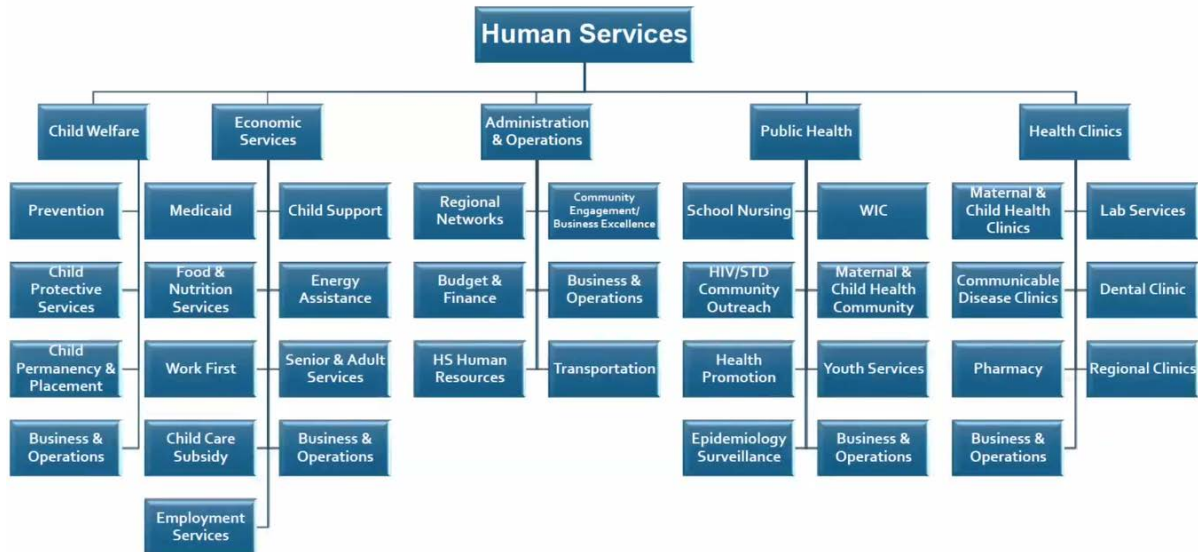 Human Services
Child Welfare
Economic
Services
Administration
& Operations
Public Health
Health Clinics
Prevention
Medicaid
Child Support
Regional
Networks
Community
Engagement/
Business Excellence
School Nursing
WIC
Maternal &
Child Health
Clinics
Lab Services
Child
Protective
Services
Food &
Nutrition
Services
Energy
Assistance
Budget &
Finance
Business &
Operations
HIV/STD
Community
Outreach
Maternal &
Child Health
Community
Communicable
Disease Clinics
Dental Clinic
Child
Permanency &
Placement
Work First
Senior & Adult
Services
HS Human
Resources
Transportation
Health
Promotion
Youth Services
Pharmacy
Regional Clinics
Business &
Operations
Child Care
Subsidy
Business &
Operations
Epidemiology
Surveillance
Business &
Operations
Business &
Operations
Employment
Services